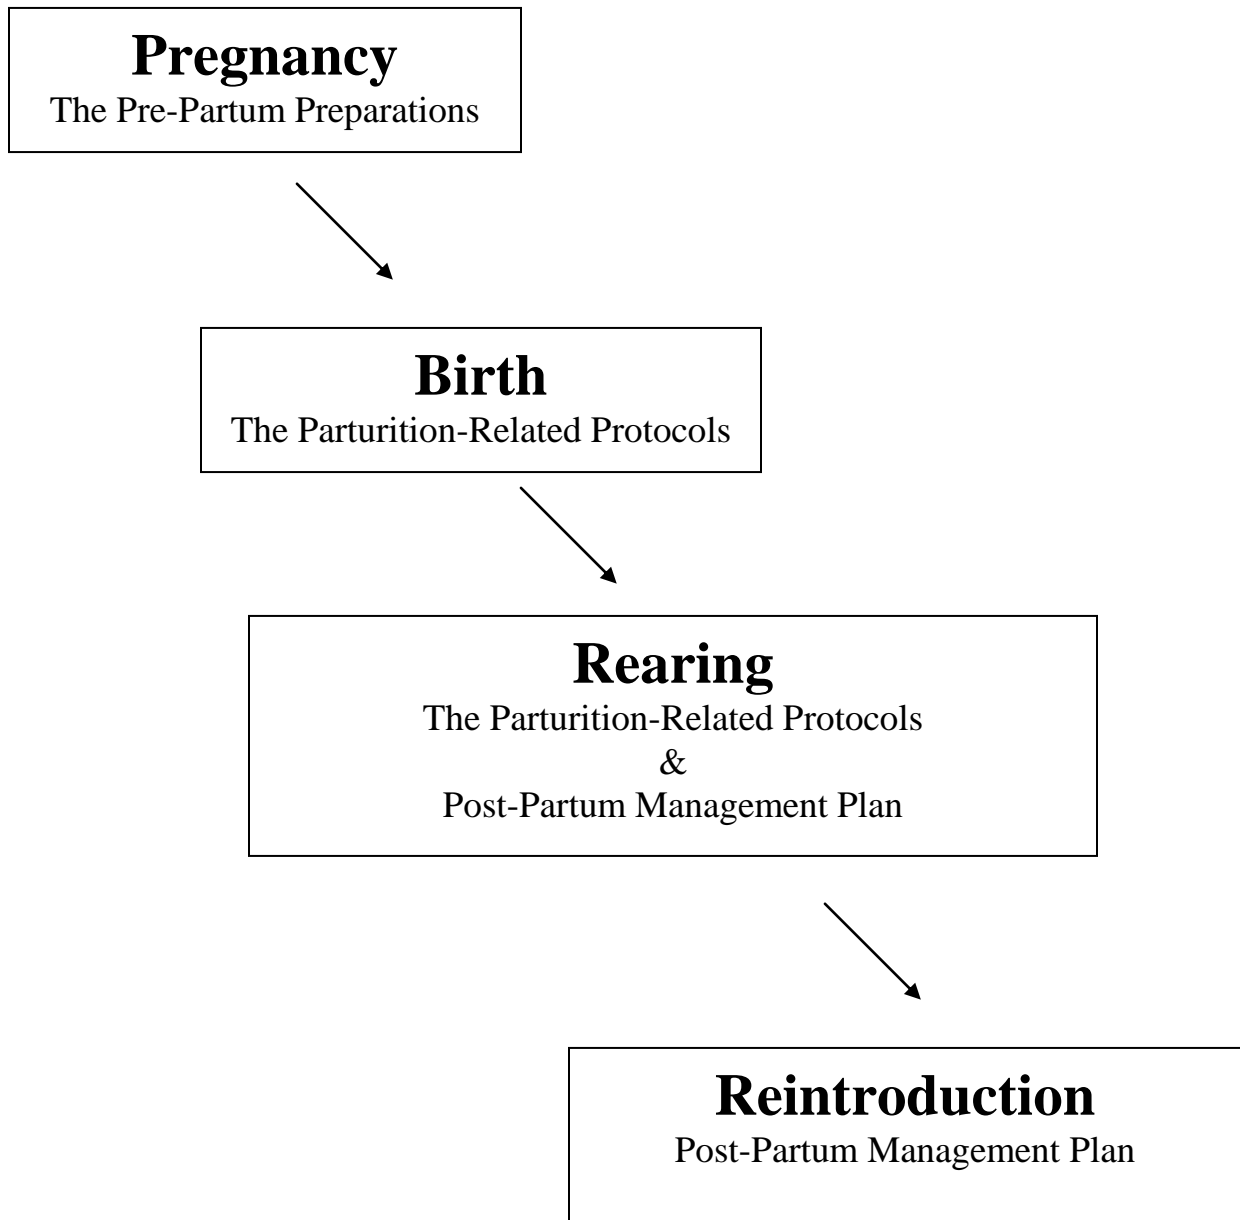 Pregnancy
The Pre-Partum Preparations
Birth
The Parturition-Related Protocols
Rearing
The Parturition-Related Protocols
&
Post-Partum Management Plan
Reintroduction
Post-Partum Management Plan